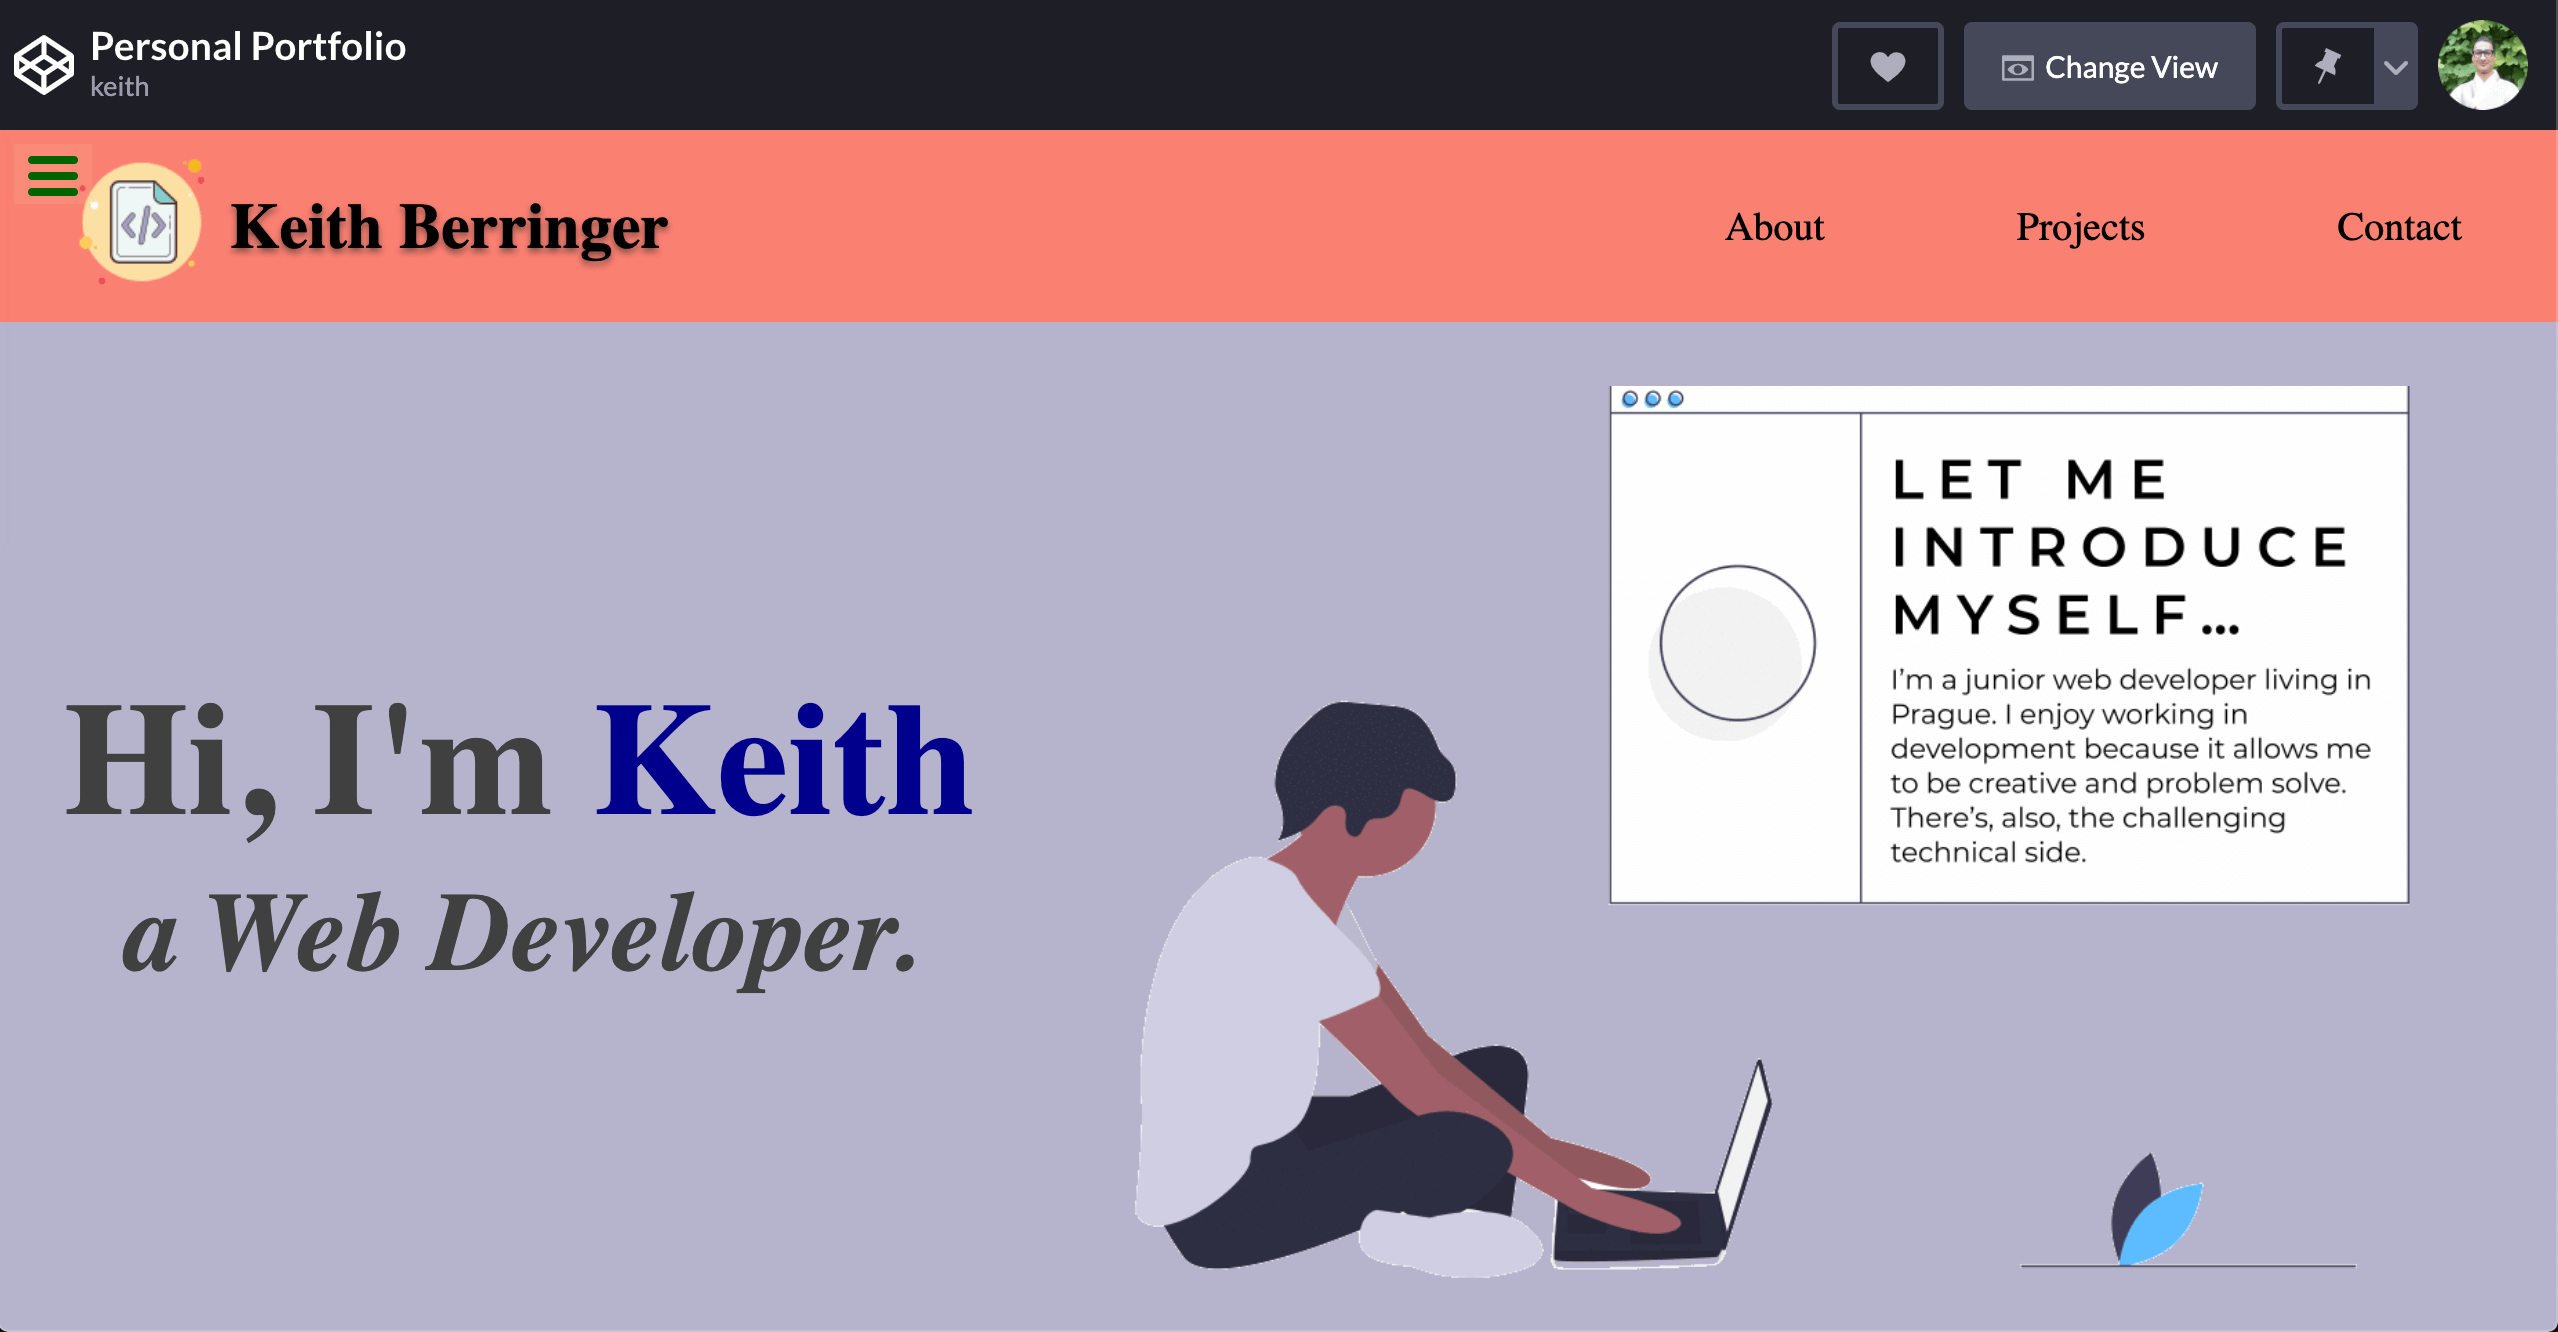 Personal Portfolio
keith
Change View
</>
Keith Berringer
About
Projects
Contact
LET ME
INTRODUCE
MYSELF...
I'm a junior web developer living in
Prague. I enjoy working in
development because it allows me
to be creative and problem solve.
There's, also, the challenging
technical side.
Hi, I'm Keith
a Web Developer.